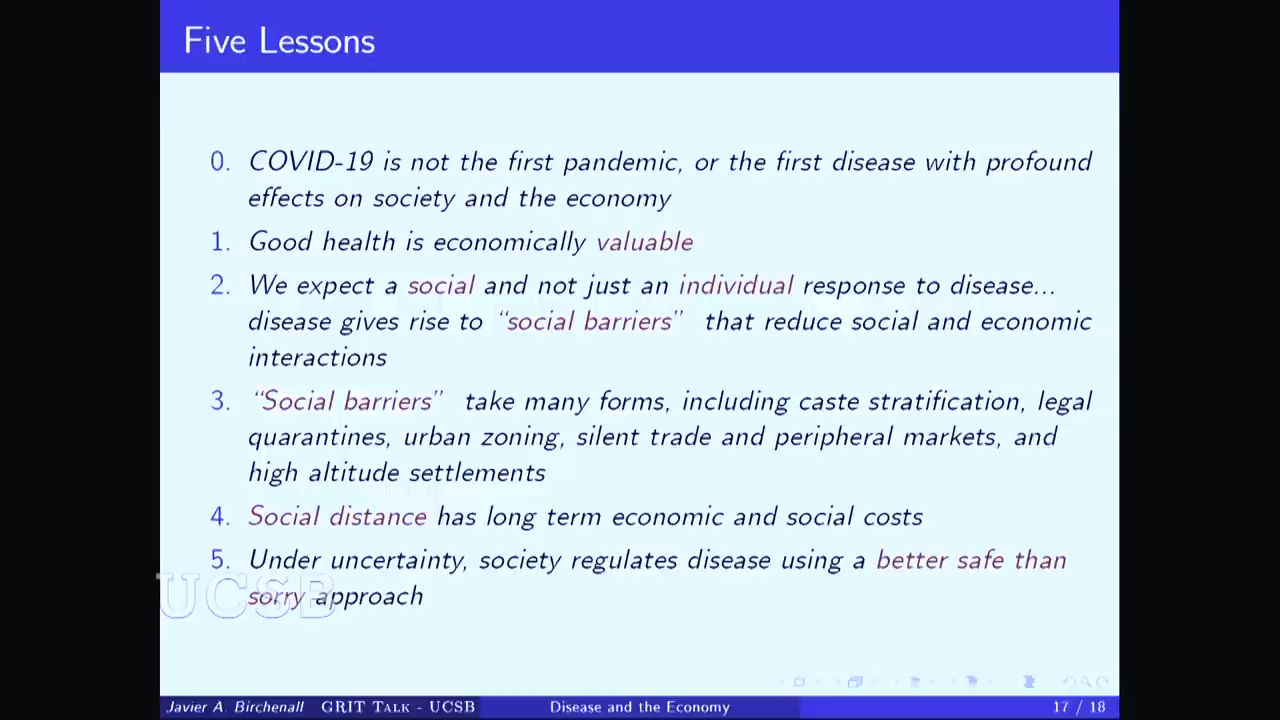 Five Lessons
0. COVID-19 is not the first pandemic, or the first disease with profound
effects on society and the economy
1. Good health is economically valuable
2. We expect a social and not just an individual response to disease...
disease gives rise to “social barriers” that reduce social and economic
interactions
3. “Social barriers” take many forms, including caste stratification, legal
quarantines, urban zoning, silent trade and peripheral markets, and
high altitude settlements
4. Social distance has long term economic and social costs
5. Under uncertainty, society regulates disease using a better safe than
sorry approach
UCSB
Javier A. Birchenall GRIT Talk - UCSB Disease and the Economy 17 / 18